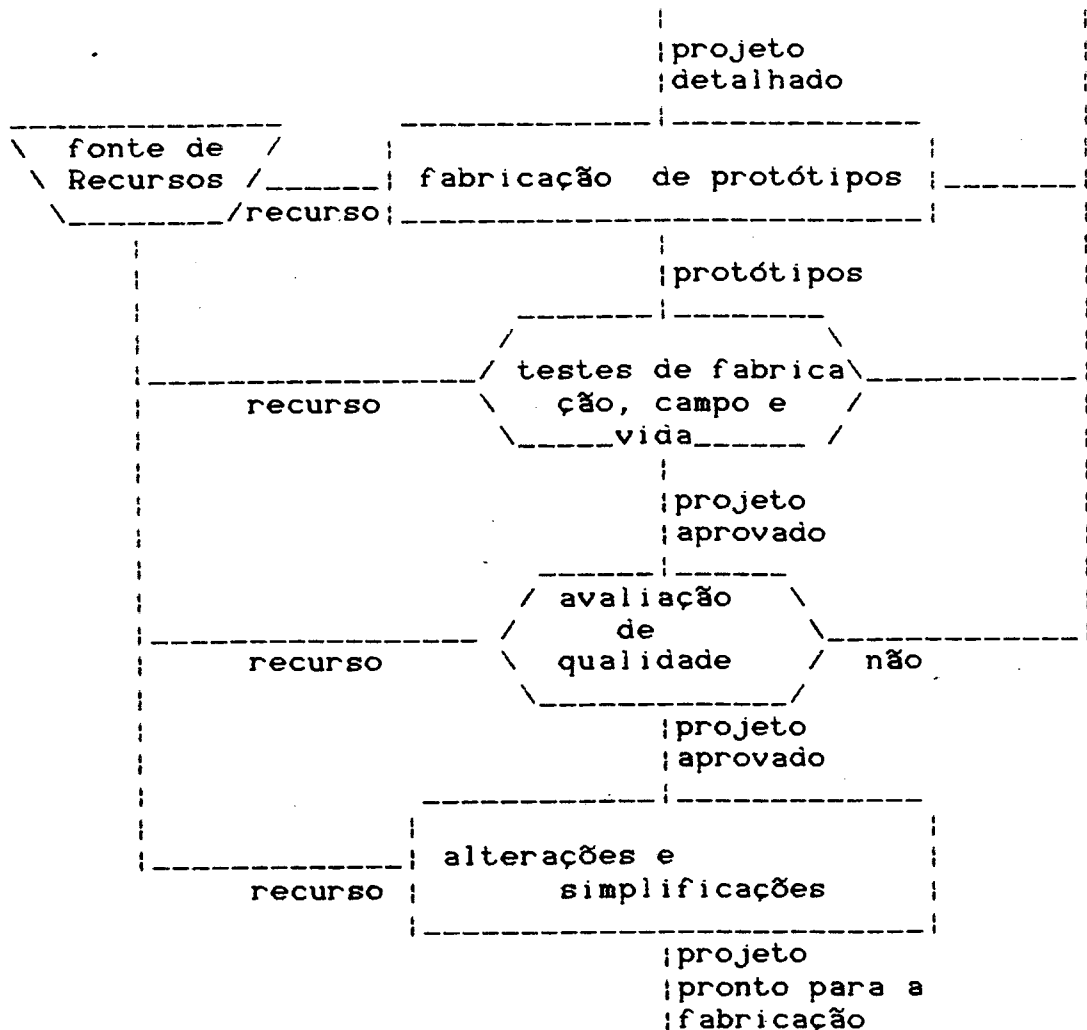 projeto
detalhado
fonte de
Recursos
recurso
fabricação de protótipos
protótipos
testes de fabrica
ção, campo e
vida
recurso
projeto
aprovado
avaliação
de
qualidade
recurso
não
projeto
aprovado
alterações e
simplificações
recurso
projeto
pronto para a
fabricação